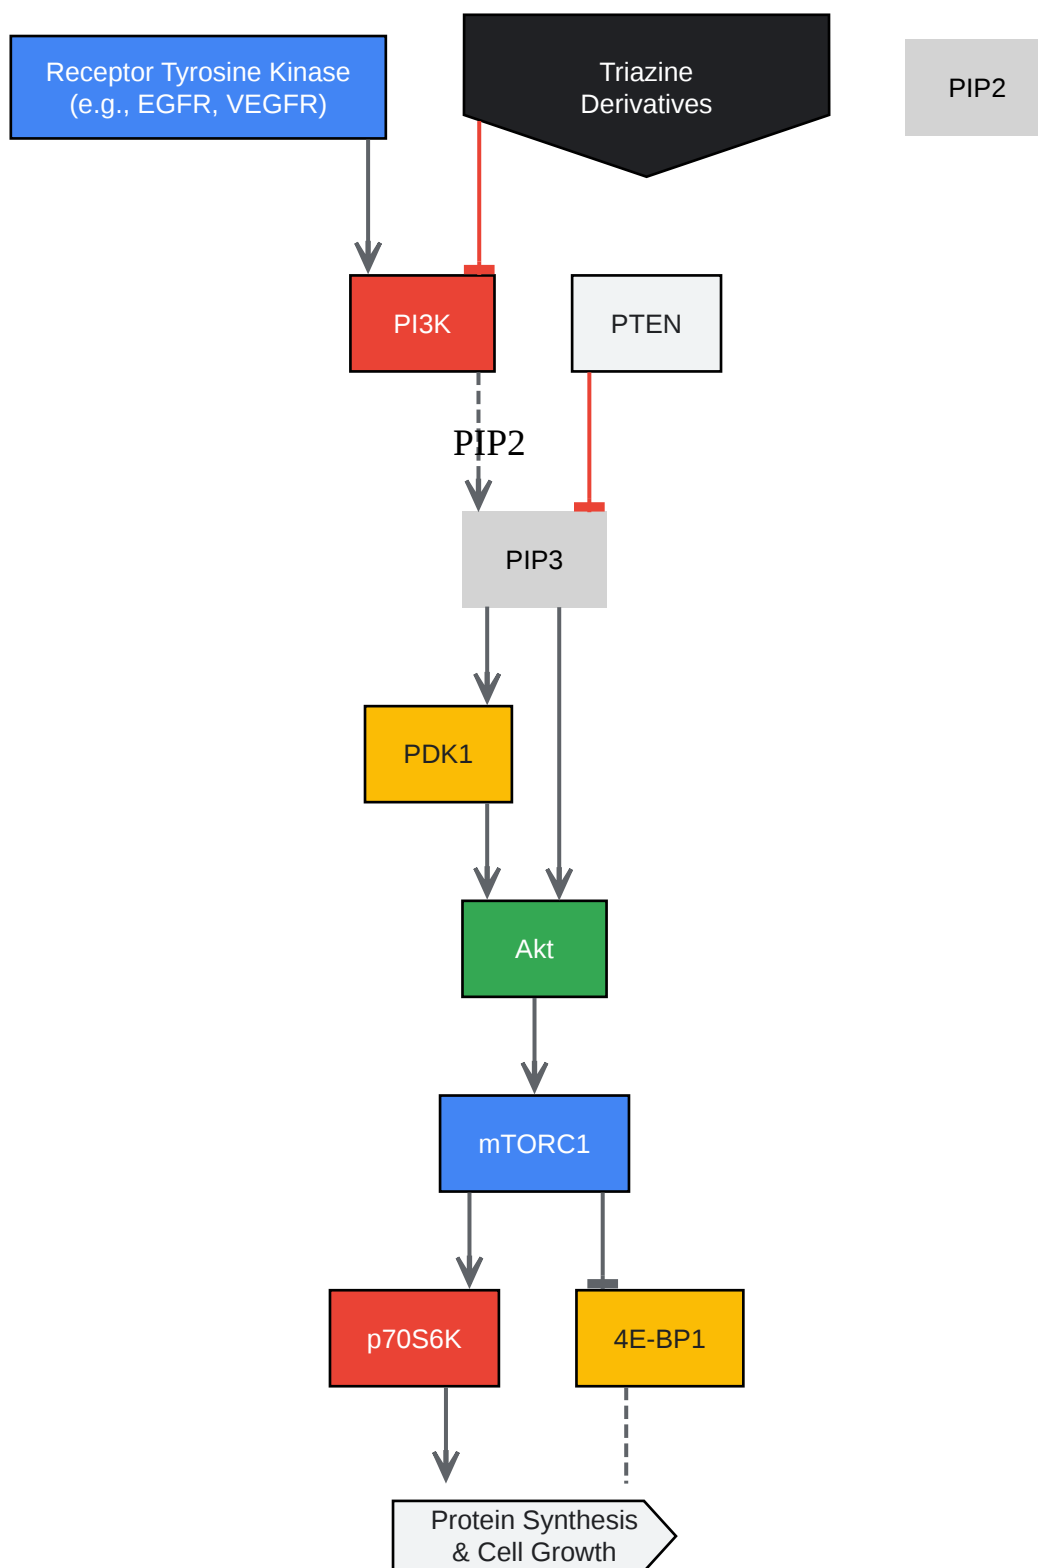 Receptor Tyrosine Kinase
(e.g., EGFR, VEGFR)
Triazine
Derivatives
PIP2
PI3K
PTEN
PIP2
PIP3
PDK1
Akt
mTORC1
p70S6K
4E-BP1
Protein Synthesis
& Cell Growth